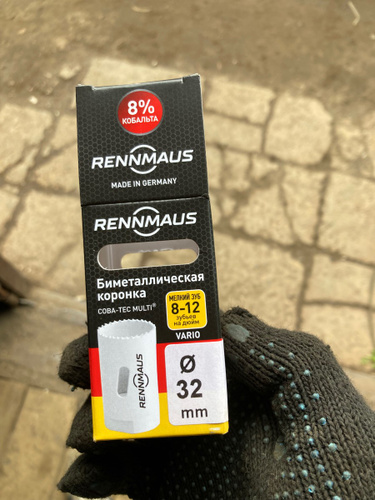 8%
КОБАЛЬТА
RENNMAUS
MADE IN GERMANY
RENNMAUS
Биметаллическая
коронка
COBA-TEC MULTI®
МЕЛКИЙ ЗУБ
8-12
зубьев
на дюйм
VARIO
RENNMAUS
Ø
32
mm